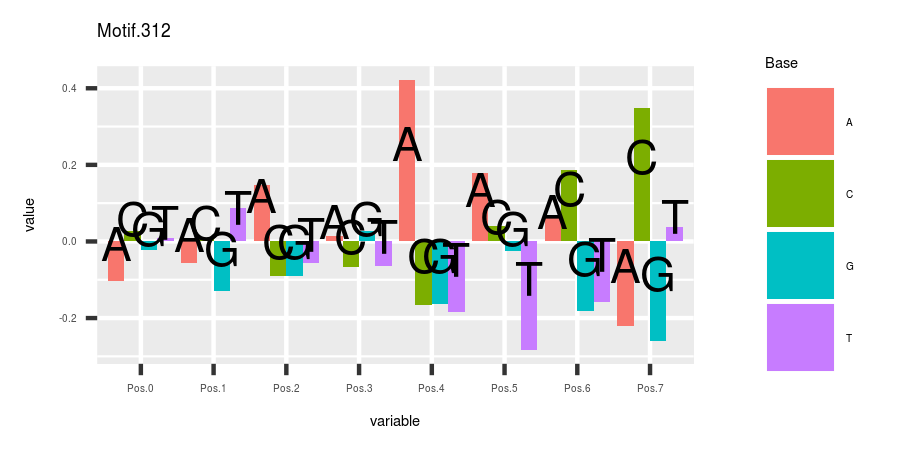 Motif.312
Base
A
C
G
T
value
0.4
0.2
0.0
-0.2
A C G T A C G T A C G T A C G T A C G T A C G T A C G T A C G T
Pos.0 Pos.1 Pos.2 Pos.3 Pos.4 Pos.5 Pos.6 Pos.7
variable